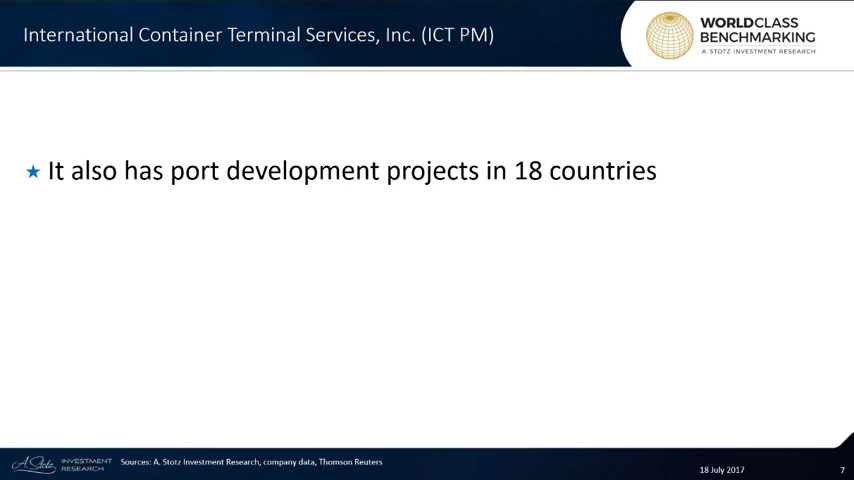 International Container Terminal Services, Inc. (ICT PM)
WORLDCLASS
BENCHMARKING
A STOTZ INVESTMENT RESEARCH
★ It also has port development projects in 18 countries
A. Stotz INVESTMENT
RESEARCH
Sources: A. Stotz Investment Research, company data, Thomson Reuters
18 July 2017
7